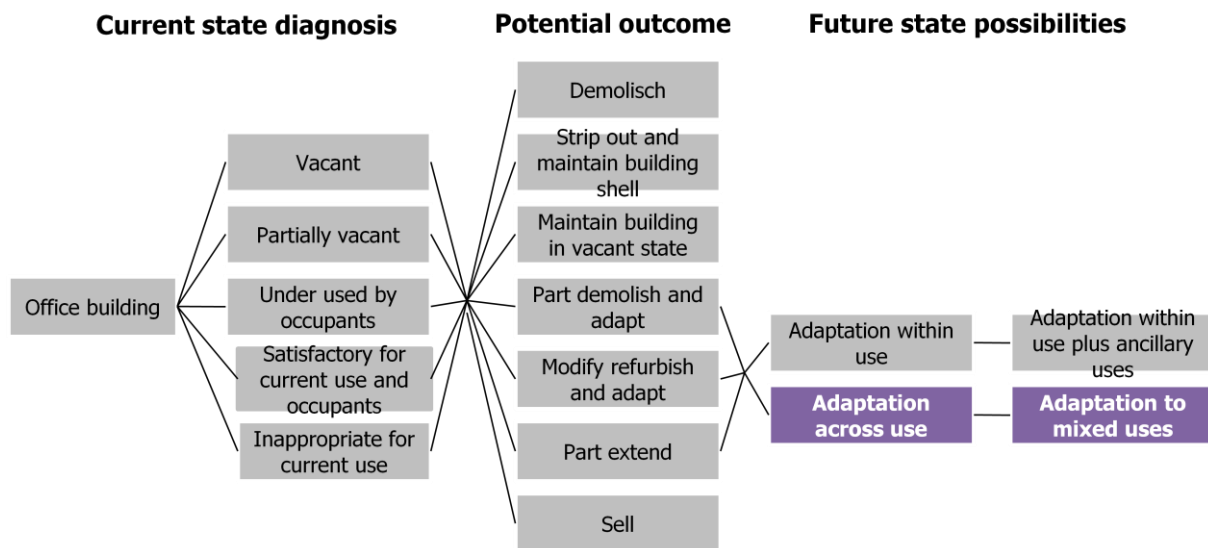 Current state diagnosis
Potential outcome
Future state possibilities
Office building
Vacant
Partially vacant
Under used by
occupants
Satisfactory for
current use and
occupants
Inappropriate for
current use
Demolisch
Strip out and
maintain building
shell
Maintain building
in vacant state
Part demolish and
adapt
Modify refurbish
and adapt
Part extend
Sell
Adaptation within
use
Adaptation
across use
Adaptation within
use plus ancillary
uses
Adaptation to
mixed uses